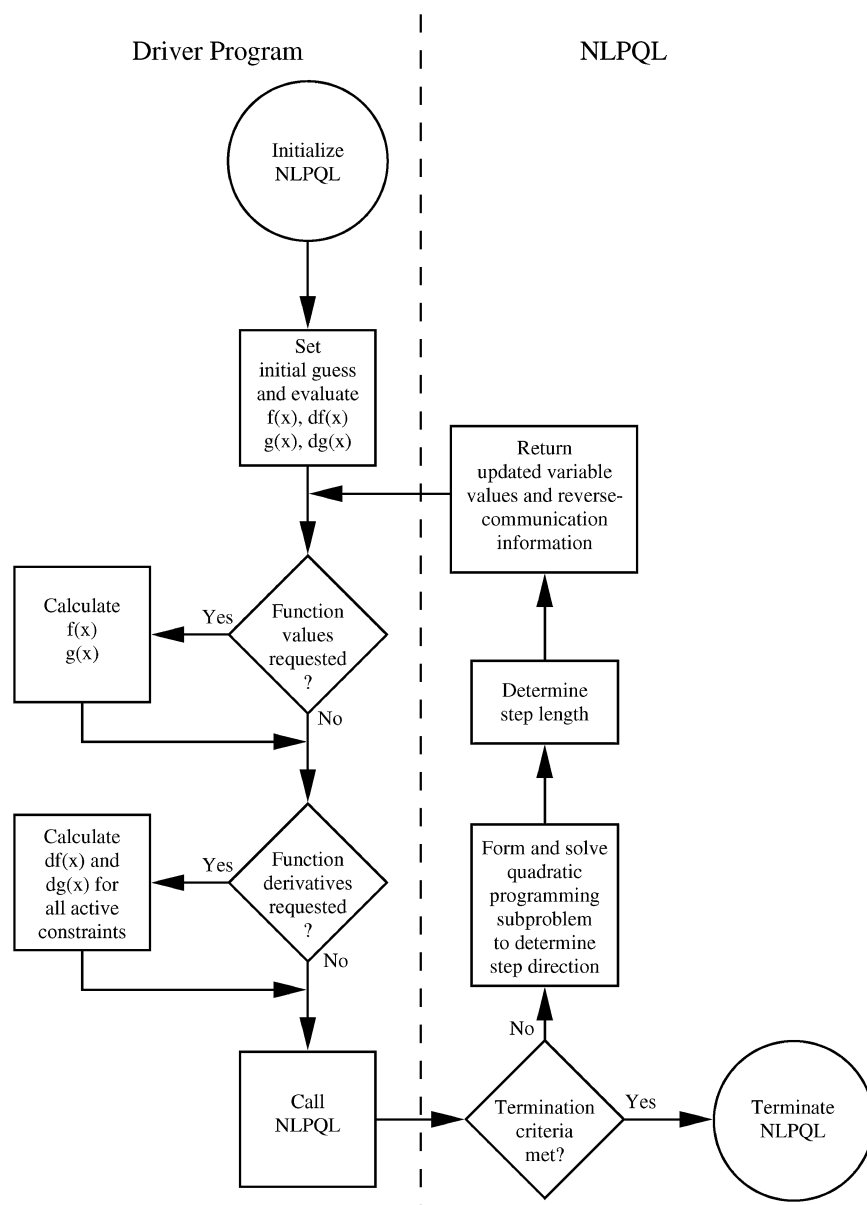 Driver Program
NLPQL
Initialize
NLPQL
Set
initial guess
and evaluate
f(x), df(x)
g(x), dg(x)
Return
updated variable
values and reverse-
communication
information
Calculate
f(x)
g(x)
Yes
Function
values
requested
?
No
Determine
step length
Calculate
df(x) and
dg(x) for
all active
constraints
Yes
Function
derivatives
requested
?
No
Form and solve
quadratic
programming
subproblem
to determine
step direction
No
Call
NLPQL
Termination
criteria
met?
Yes
Terminate
NLPQL